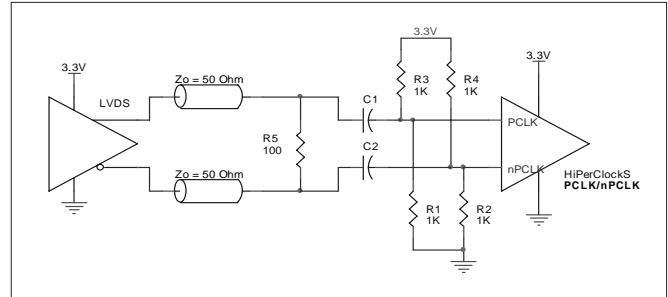 3.3V
LVDS
Zo = 50 Ohm
Zo = 50 Ohm
R5
100
C1
C2
3.3V
R3
1K
R4
1K
R1
1K
R2
1K
3.3V
PCLK
nPCLK
HiPerClockS
PCLK/nPCLK